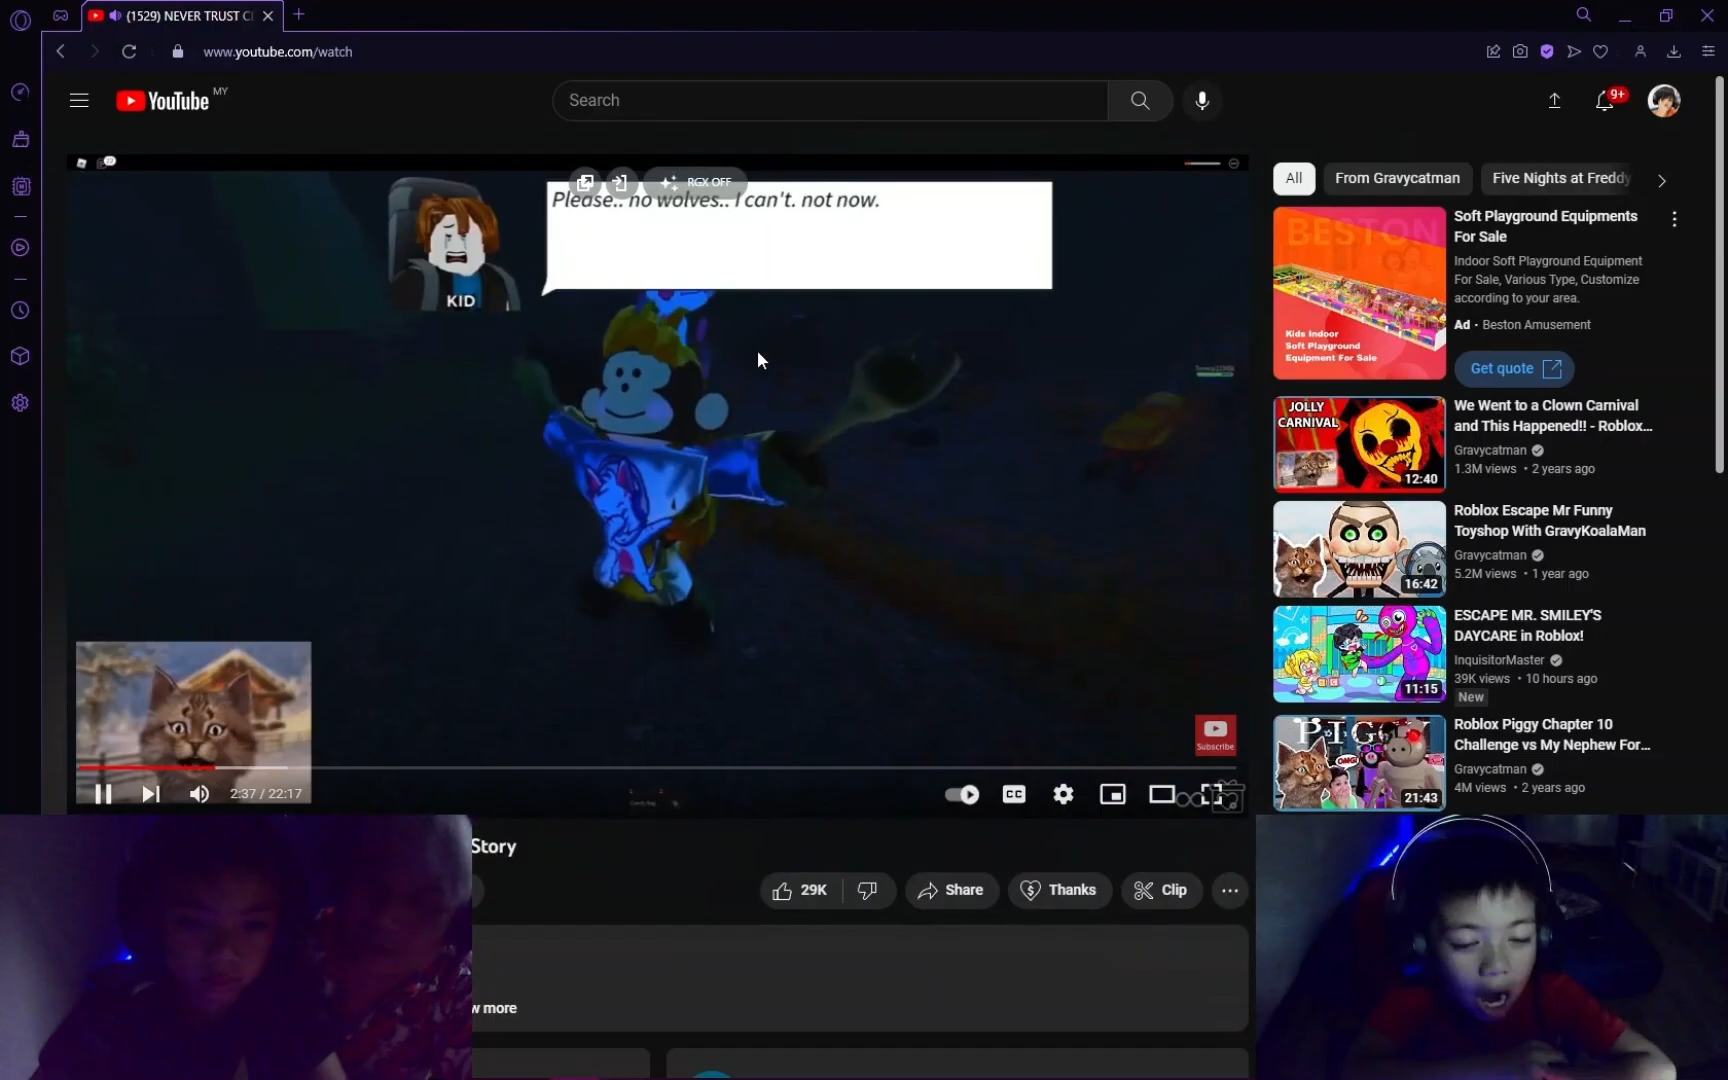 (1529) NEVER TRUST
www.youtube.com/watch
YouTube MY
Search
9+
RGX OFF
Please.. no wolves.. I can't. not now.
KID
Subscribe
2:37 / 22:17
CC
Story
29K
Share
Thanks
Clip
w more
All
From Gravycatman
Five Nights at Freddy
BESTON
Kids Indoor
Soft Playground
Equipment For Sale
Soft Playground Equipments
For Sale
Indoor Soft Playground Equipment
For Sale, Various Type, Customize
according to your area.
Ad · Beston Amusement
Get quote
JOLLY
CARNIVAL
12:40
We Went to a Clown Carnival
and This Happened!! - Roblox...
Gravycatman
1.3M views • 2 years ago
16:42
Roblox Escape Mr Funny
Toyshop With GravyKoalaMan
Gravycatman
5.2M views • 1 year ago
11:15
ESCAPE MR. SMILEY'S
DAYCARE in Roblox!
InquisitorMaster
39K views • 10 hours ago
New
PIGGY
OMG!
21:43
Roblox Piggy Chapter 10
Challenge vs My Nephew For...
Gravycatman
4M views • 2 years ago